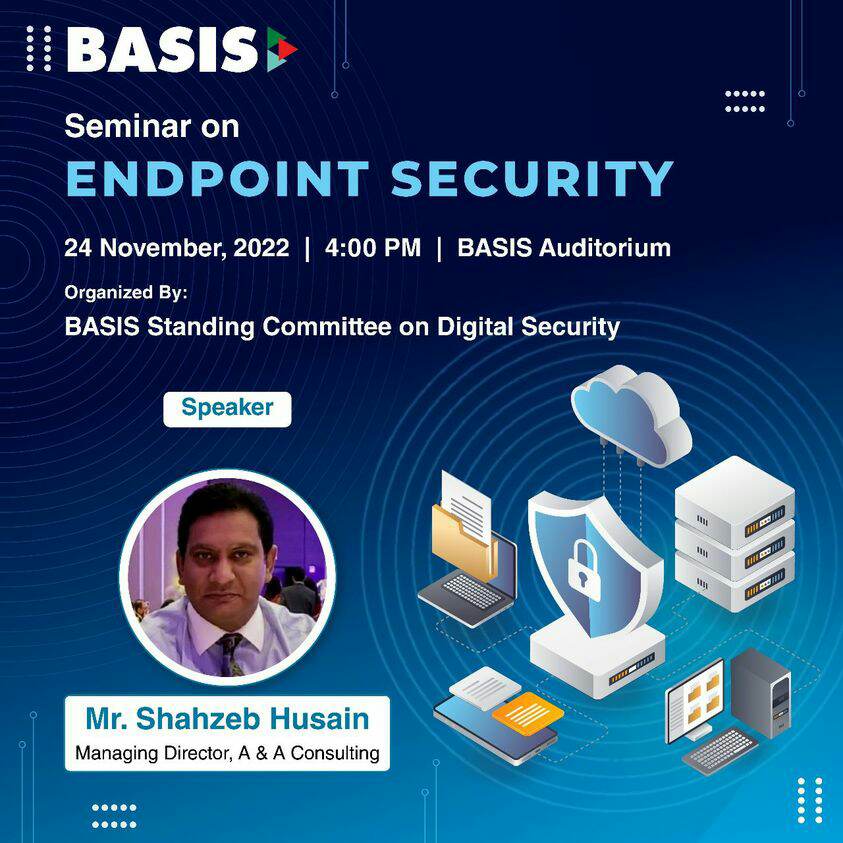 BASIS
Seminar on
ENDPOINT SECURITY
24 November, 2022 | 4:00 PM | BASIS Auditorium
Organized By:
BASIS Standing Committee on Digital Security
Speaker
Mr. Shahzeb Husain
Managing Director, A & A Consulting